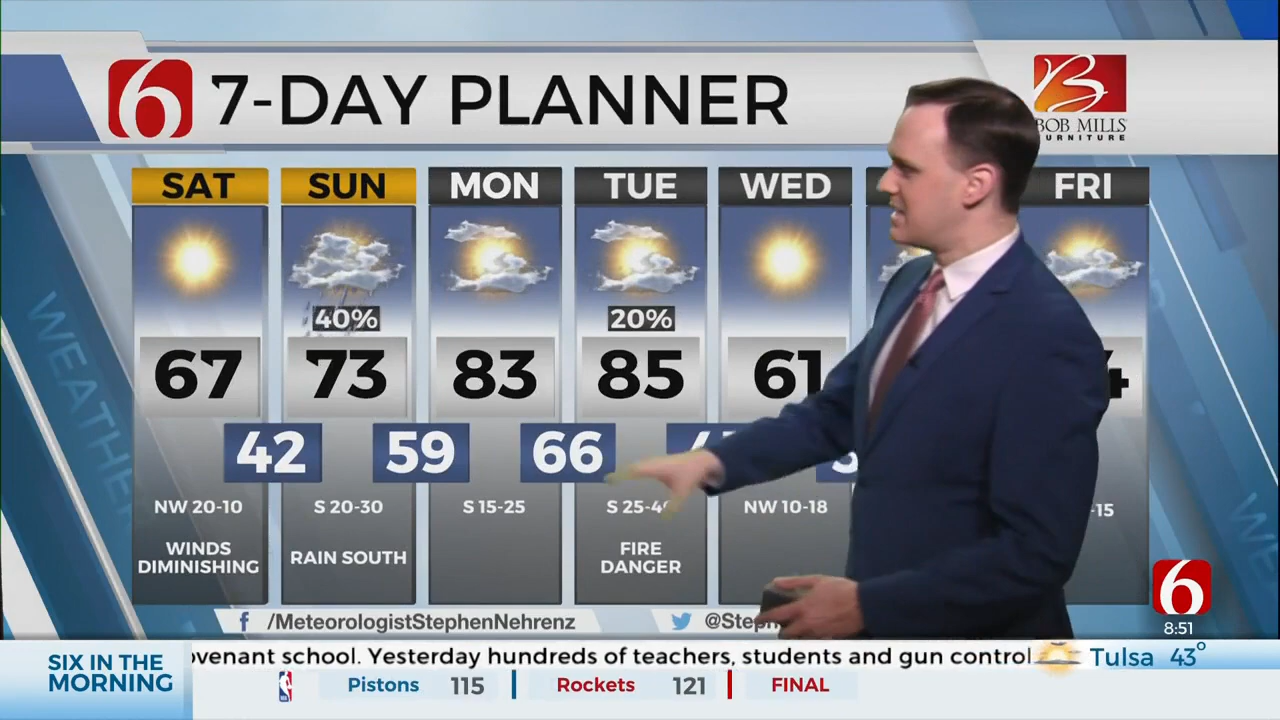 6 7-DAY PLANNER
B
BOB MILLS
FURNITURE
SAT SUN MON TUE WED FRI
40% 20%
67 73 83 85 61
42 59 66
NW 20-10 S 20-30 S 15-25 NW 10-18
WINDS DIMINISHING
RAIN SOUTH
FIRE DANGER
f /MeteorologistStephenNehrenz
6
8:51
SIX IN THE MORNING
school. Yesterday hundreds of teachers, students and gun control
Tulsa 43°
Pistons 115 Rockets 121 FINAL